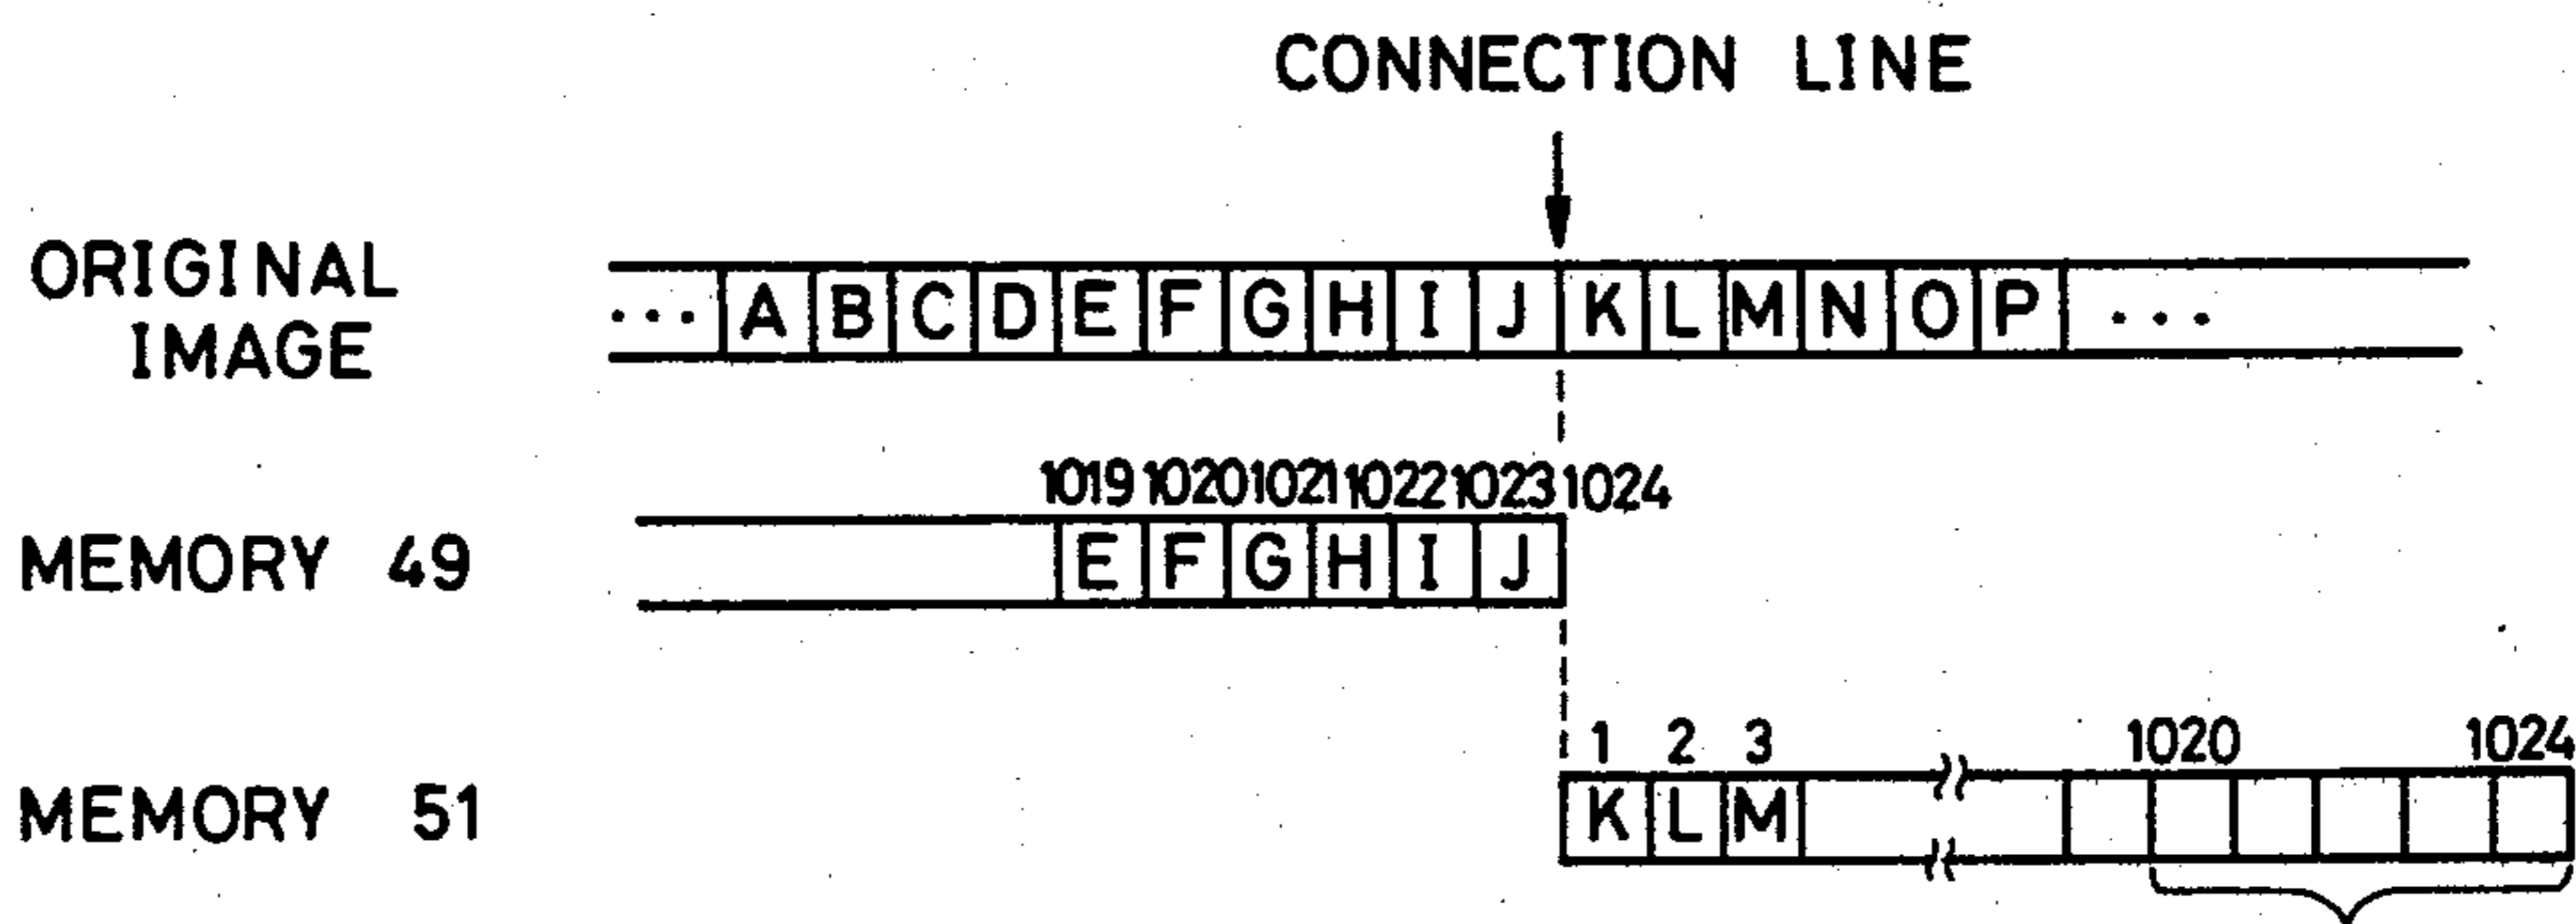 CONNECTION LINE
ORIGINAL IMAGE
... A B C D E F G H I J K L M N O P ...
1019 1020 1021 1022 1023 1024
MEMORY 49
E F G H I J
1 2 3 1020 1024
MEMORY 51
K L M